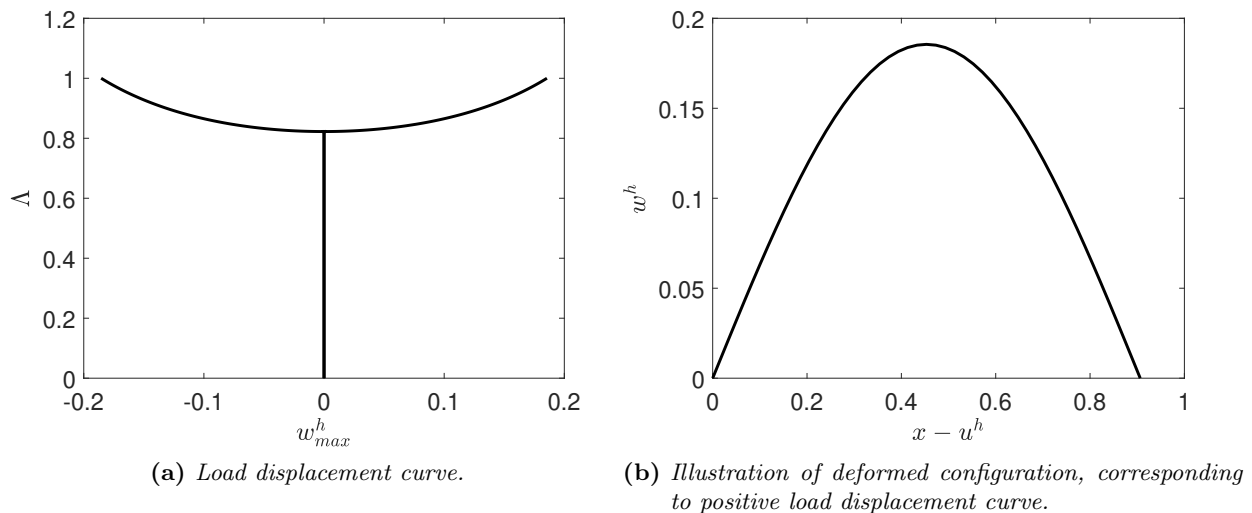 1.2
1
0.8
0.6
0.4
0.2
0
Λ
-0.2 -0.1 0 0.1 0.2
w^h_{max}
(a) Load displacement curve.
0.2
0.15
0.1
0.05
0
w^h
0 0.2 0.4 0.6 0.8 1
x − u^h
(b) Illustration of deformed configuration, corresponding
to positive load displacement curve.